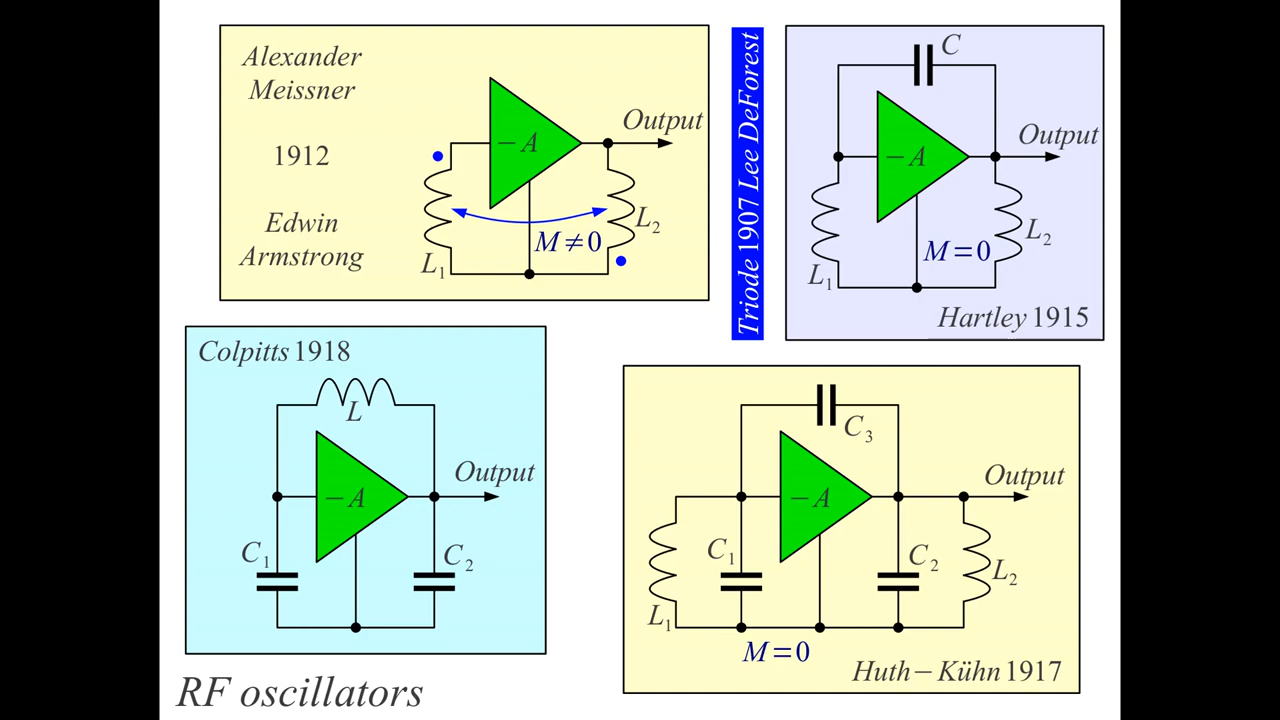 Alexander
Meissner
1912
Edwin
Armstrong
− A
Output
L₁
M≠0
L₂
Triode 1907 Lee DeForest
C
− A
Output
L₁
M=0
L₂
Hartley 1915
Colpitts 1918
L
− A
Output
C₁
C₂
C₃
− A
Output
C₁
C₂
L₁
L₂
M=0
Huth−Kühn 1917
RF oscillators